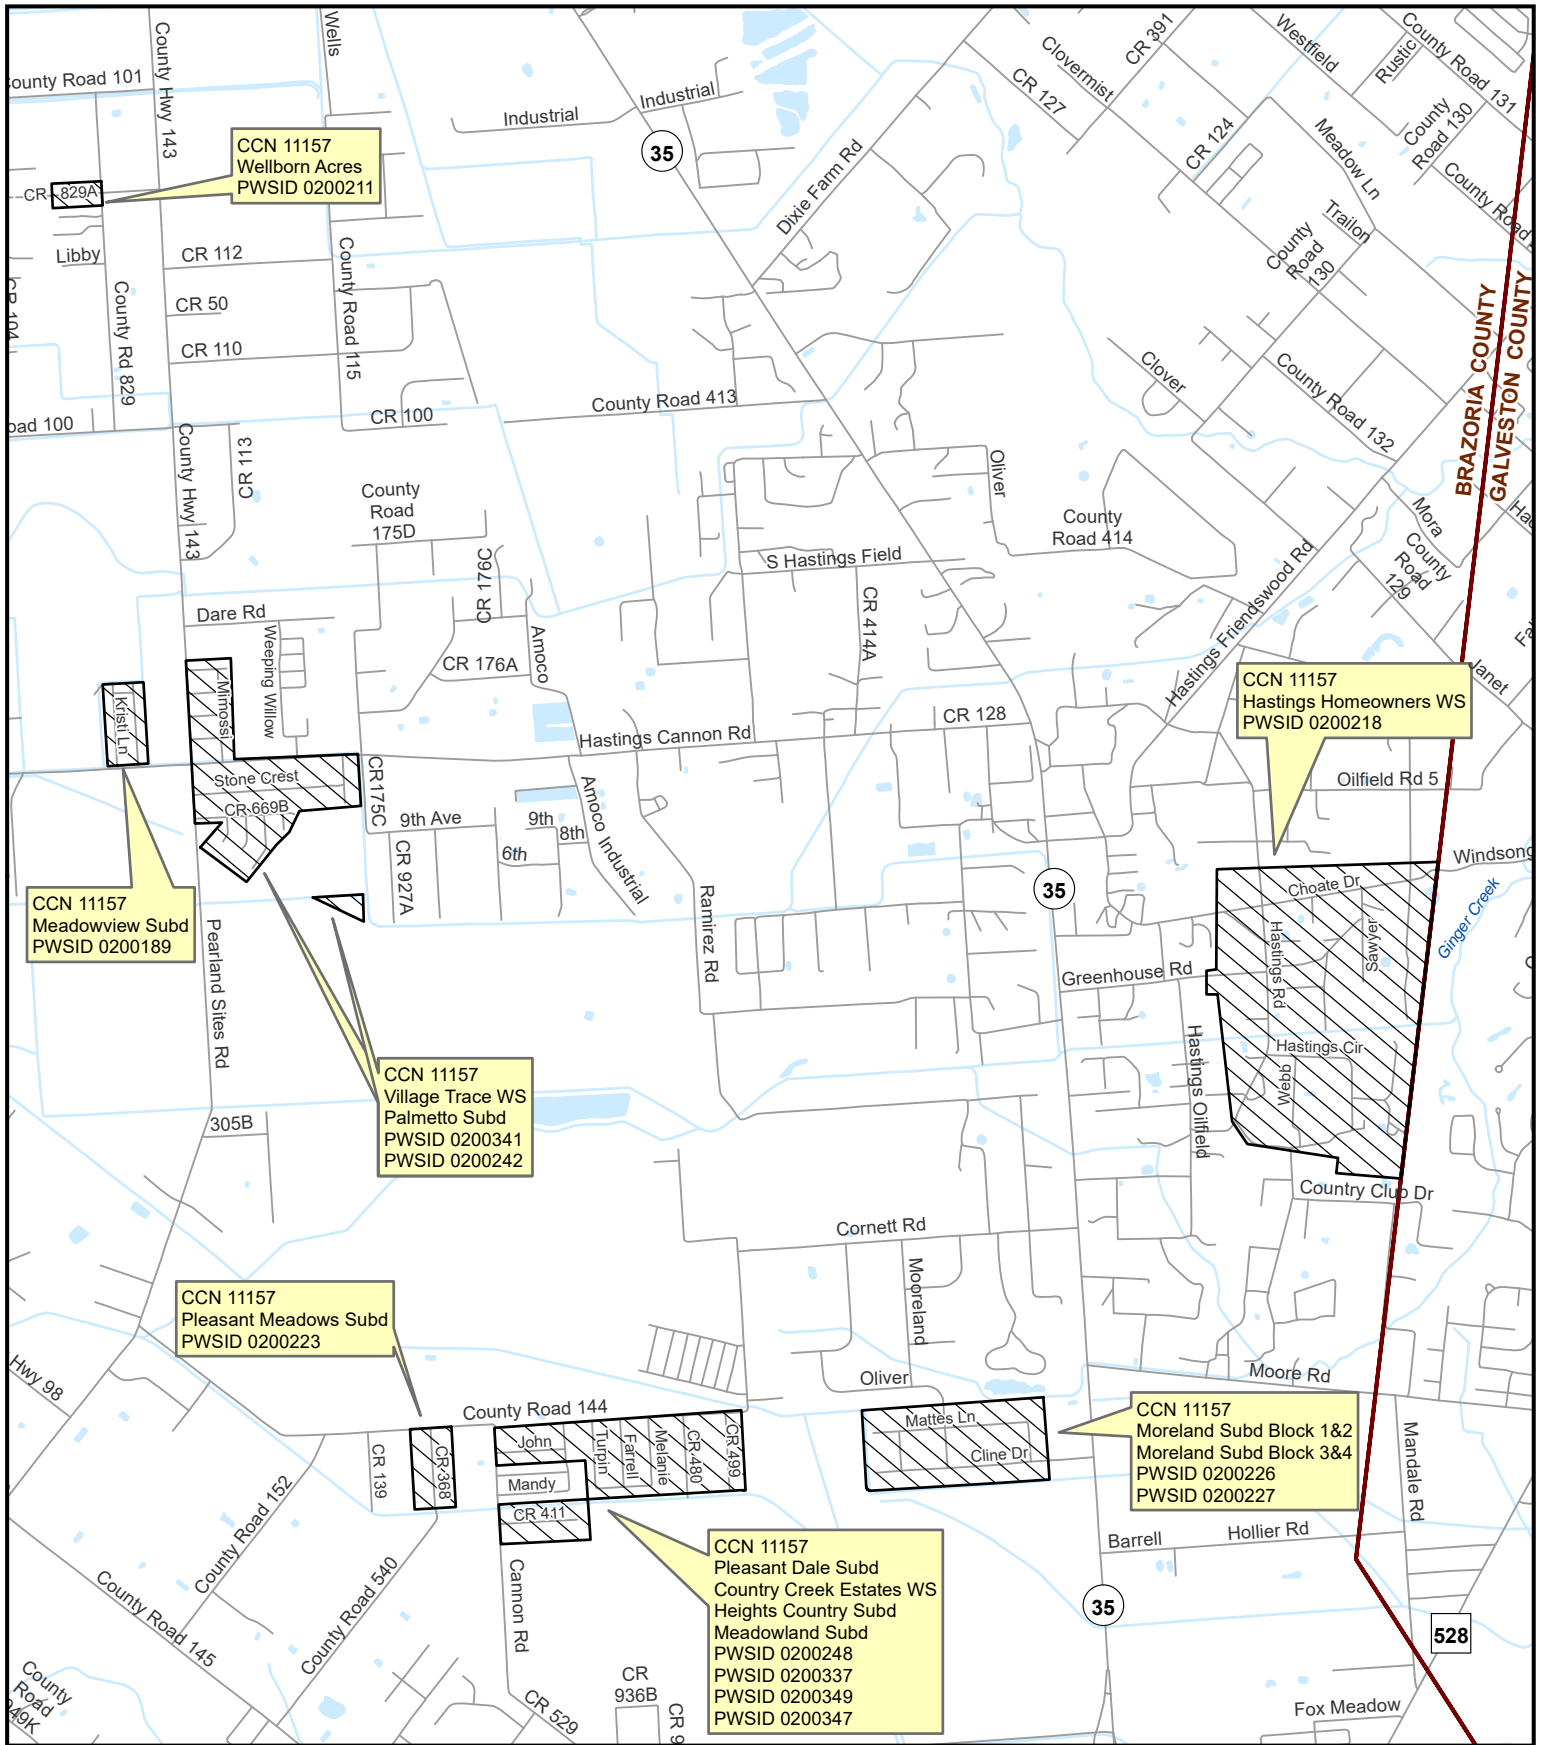 County Road 101
County Hwy 143
Wells
Industrial
Industrial
35
CR 391
Clovermist
CR 127
Westfield
Rustic
County Road 131
County
Road 130
CR 124
Meadow Ln
County Road
Dixie Farm Rd
Trailon
County
Road
130
CCN 11157
Wellborn Acres
PWSID 0200211
CR 829A
Libby
CR 112
CR 50
CR 110
CR 104
County Rd 829
County Road 115
CR 100
County Road 413
oad 100
County Hwy 143
CR 113
Clover
County Road 132
BRAZORIA COUNTY
GALVESTON COUNTY
County
Road
175D
CR 176C
Oliver
County
Road 414
Mora
County
Road
129
S Hastings Field
CR 414A
Hastings Friendswood Rd
Dare Rd
Weeping Willow
CR 176A
Amoco
Janet
Kristi Ln
Mimossi
Hastings Cannon Rd
CR 128
CCN 11157
Hastings Homeowners WS
PWSID 0200218
Oilfield Rd 5
Stone Crest
CR 669B
CR175C
9th Ave
CR 927A
9th
8th
6th
Amoco Industrial
Ramirez Rd
35
Windsong
Ginger Creek
Choate Dr
Sawyer
Hastings Rd
Greenhouse Rd
Hastings Cir
Webb
Hastings Oilfield
Country Club Dr
CCN 11157
Meadowview Subd
PWSID 0200189
Pearland Sites Rd
CCN 11157
Village Trace WS
Palmetto Subd
PWSID 0200341
PWSID 0200242
305B
Cornett Rd
Mooreland
CCN 11157
Pleasant Meadows Subd
PWSID 0200223
Hwy 98
County Road 144
Oliver
Moore Rd
Mattes Ln
Cline Dr
CCN 11157
Moreland Subd Block 1&2
Moreland Subd Block 3&4
PWSID 0200226
PWSID 0200227
Mandale Rd
CR 139
CR 368
John
Mandy
CR 411
Turpin
Farrell
Melanie
CR 480
CR 499
County Road 152
County Road 540
County Road 145
Cannon Rd
CCN 11157
Pleasant Dale Subd
Country Creek Estates WS
Heights Country Subd
Meadowland Subd
PWSID 0200248
PWSID 0200337
PWSID 0200349
PWSID 0200347
Barrell
Hollier Rd
35
528
County
Road
949K
CR 529
CR
936B
CR 9
Fox Meadow